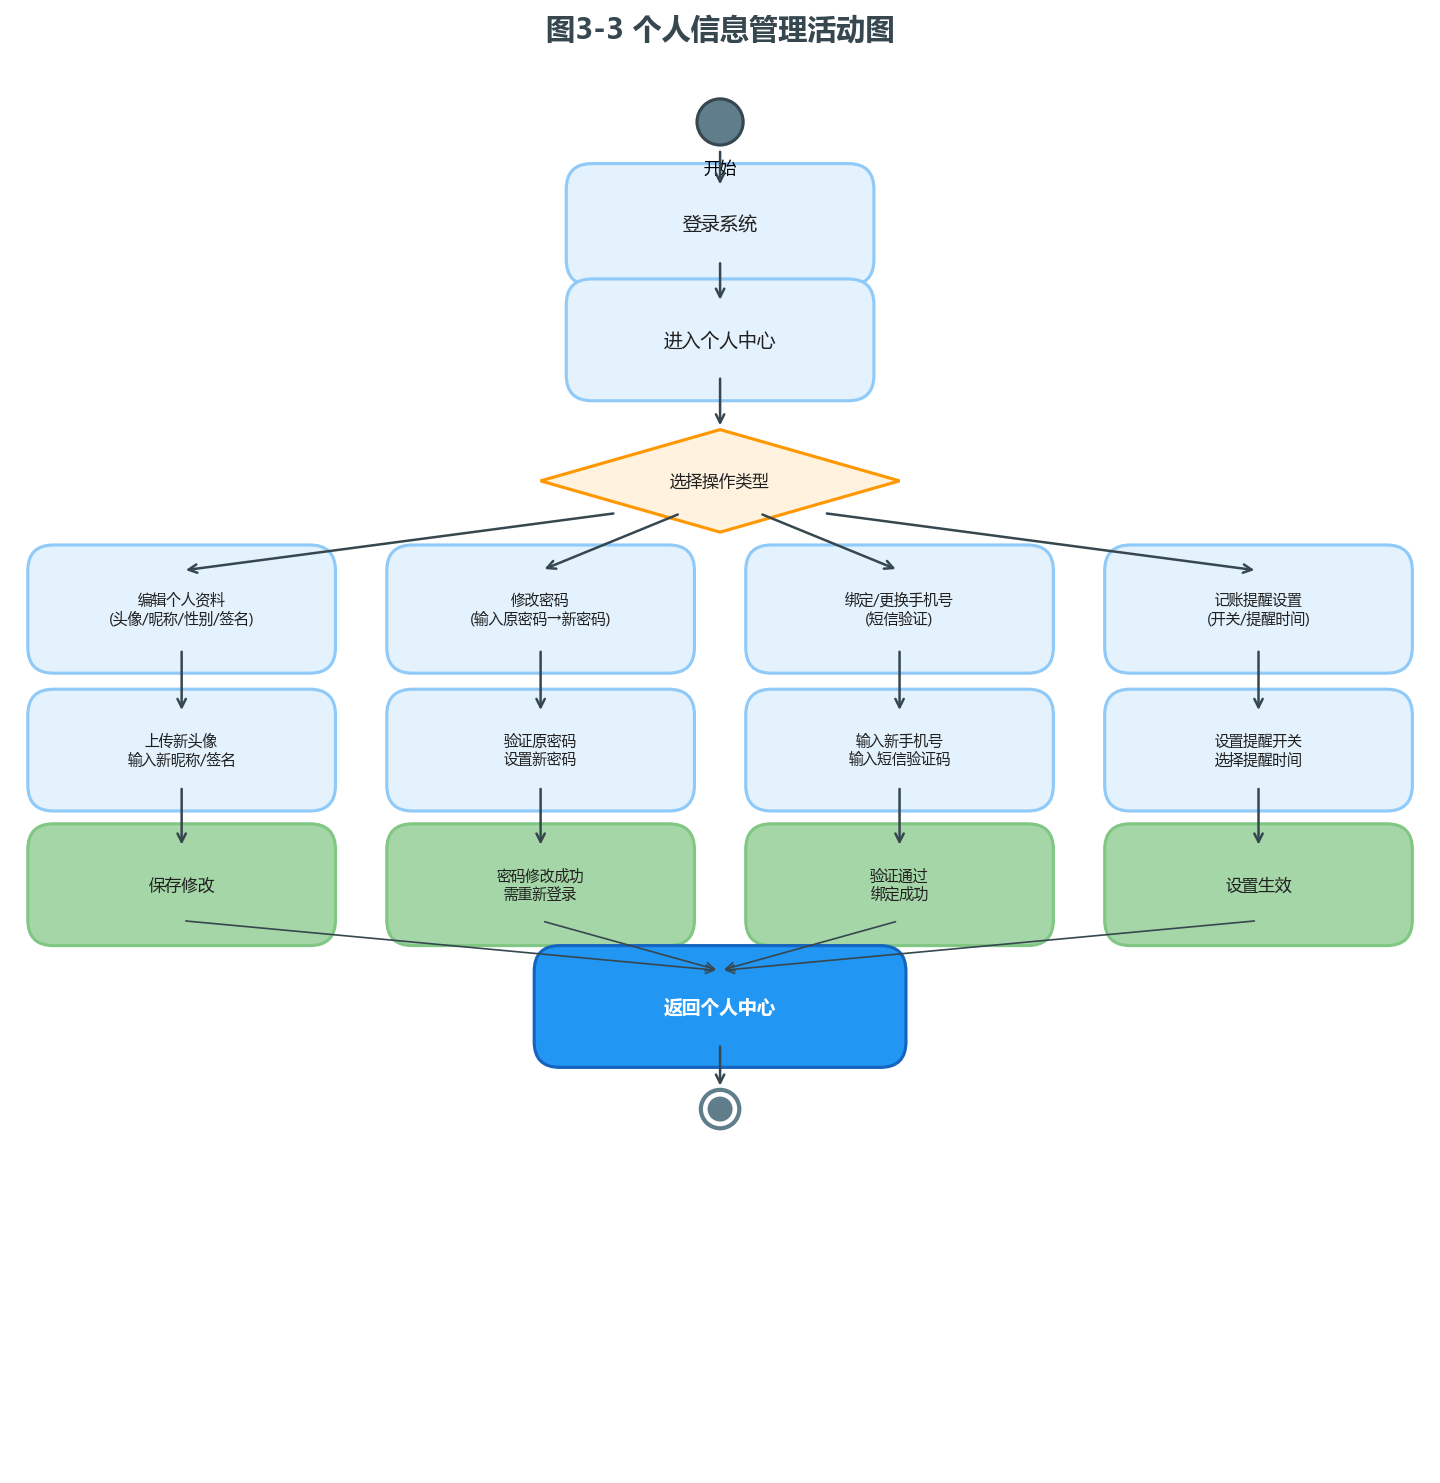 图3-3 个人信息管理活动图
开始
登录系统
进入个人中心
选择操作类型
编辑个人资料
(头像/昵称/性别/签名)
修改密码
(输入原密码→新密码)
绑定/更换手机号
(短信验证)
记账提醒设置
(开关/提醒时间)
上传新头像
输入新昵称/签名
验证原密码
设置新密码
输入新手机号
输入短信验证码
设置提醒开关
选择提醒时间
保存修改
密码修改成功
需重新登录
验证通过
绑定成功
设置生效
返回个人中心